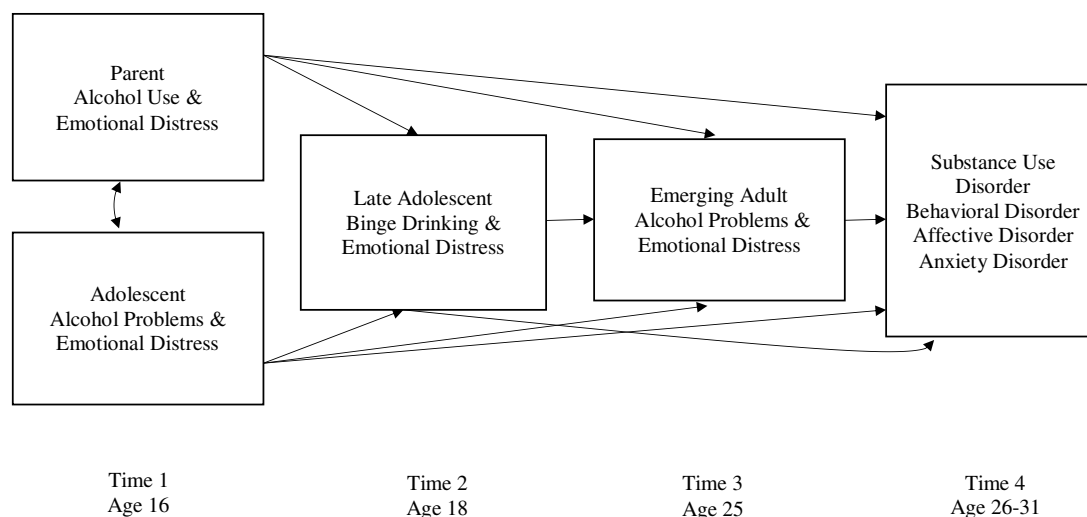 Parent
Alcohol Use &
Emotional Distress
Adolescent
Alcohol Problems &
Emotional Distress
Late Adolescent
Binge Drinking &
Emotional Distress
Emerging Adult
Alcohol Problems &
Emotional Distress
Substance Use
Disorder
Behavioral Disorder
Affective Disorder
Anxiety Disorder
Time 1
Age 16
Time 2
Age 18
Time 3
Age 25
Time 4
Age 26-31